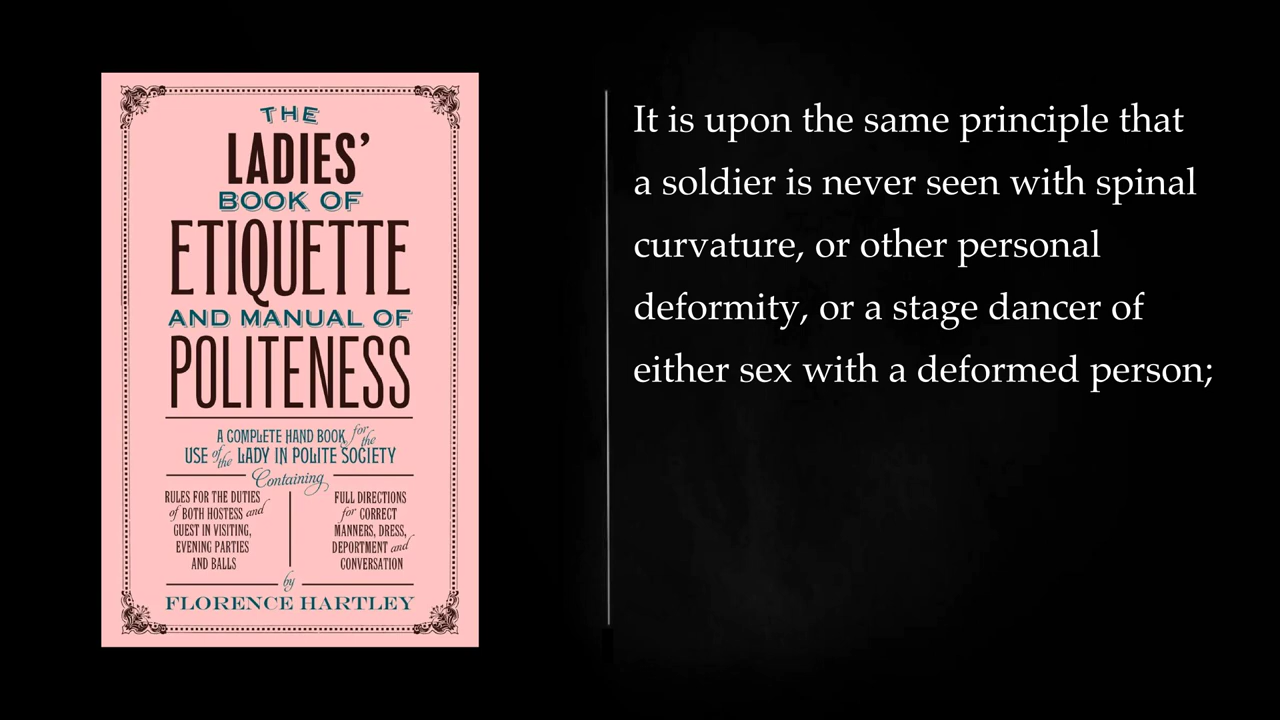 THE
LADIES'
BOOK OF
ETIQUETTE
AND MANUAL OF
POLITENESS
A COMPLETE HAND BOOK for the
USE of the LADY IN POLITE SOCIETY
Containing
RULES FOR THE DUTIES
of BOTH HOSTESS and
GUEST IN VISITING,
EVENING PARTIES
AND BALLS
FULL DIRECTIONS
for CORRECT
MANNERS, DRESS,
DEPORTMENT and
CONVERSATION
by
FLORENCE HARTLEY
It is upon the same principle that
a soldier is never seen with spinal
curvature, or other personal
deformity, or a stage dancer of
either sex with a deformed person;